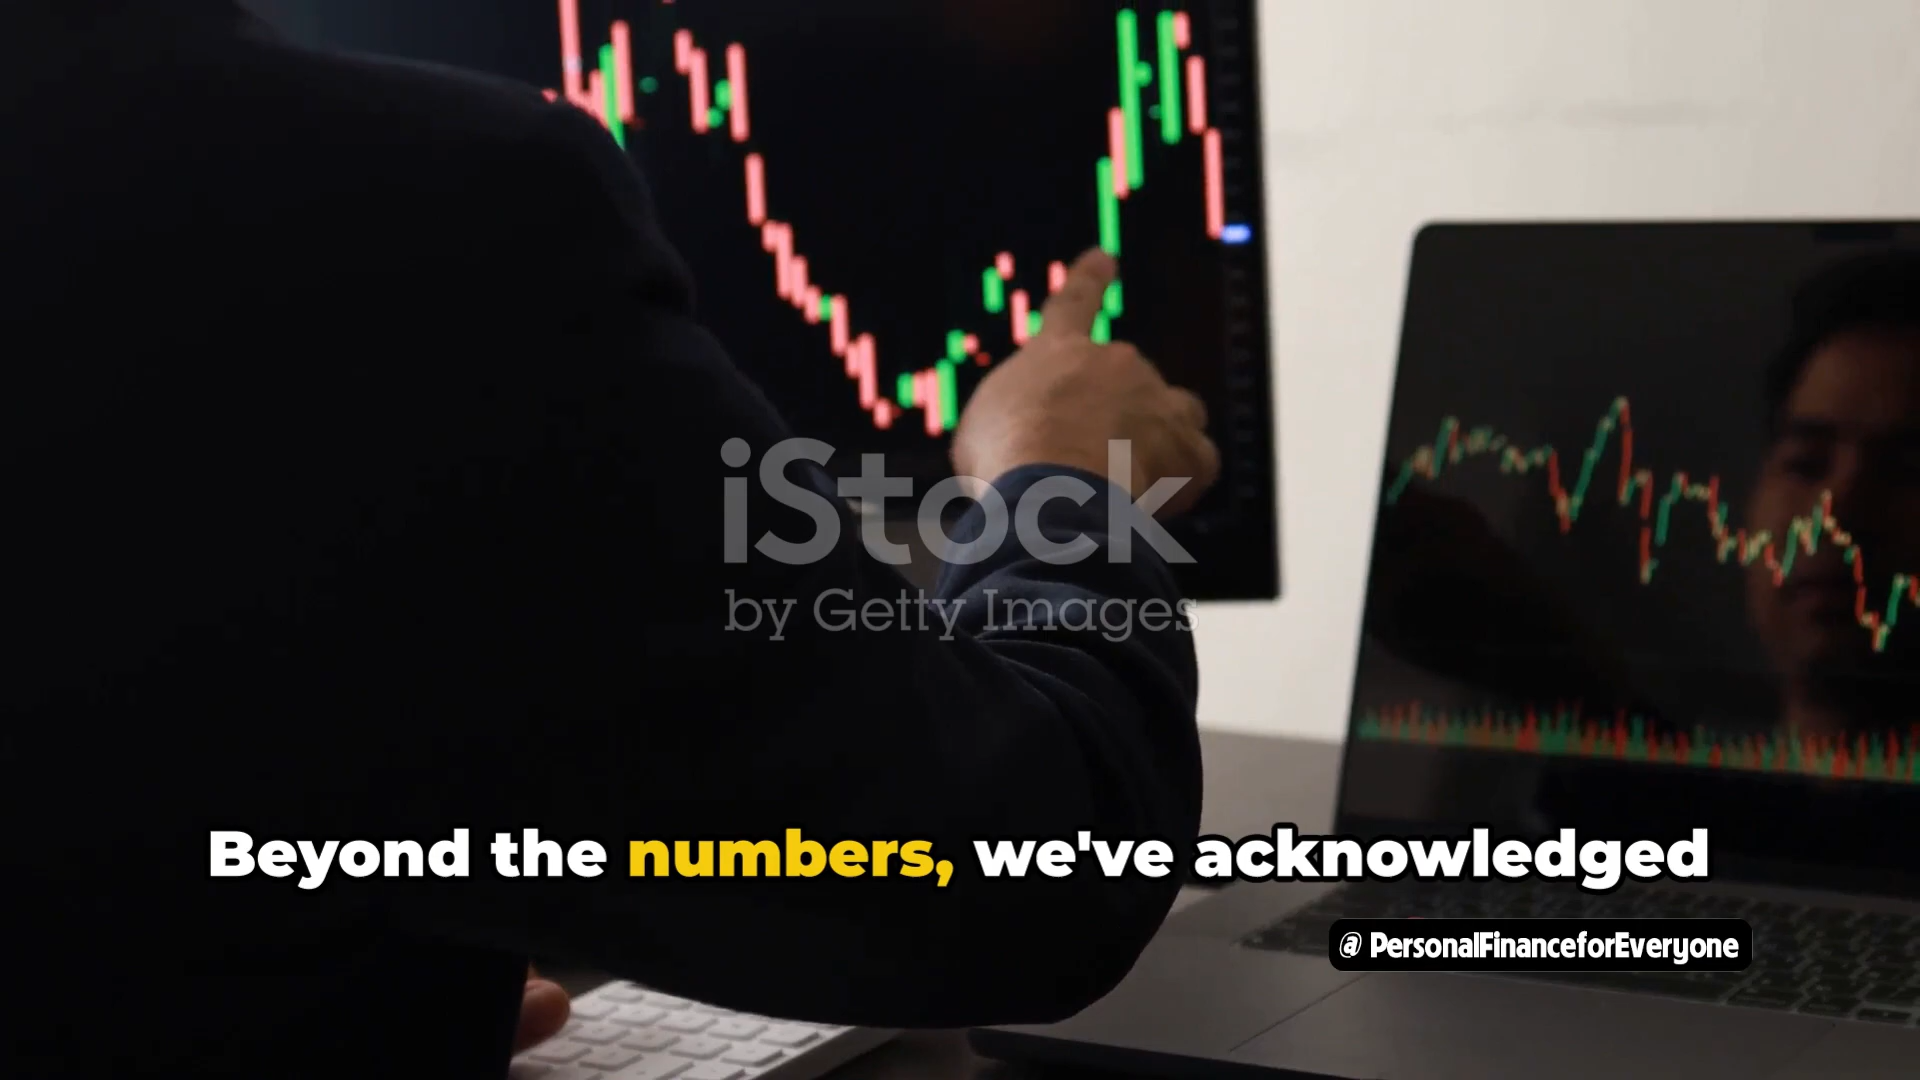 iStock
by Getty Images
Beyond the numbers, we've acknowledged
@ PersonalFinanceforEveryone